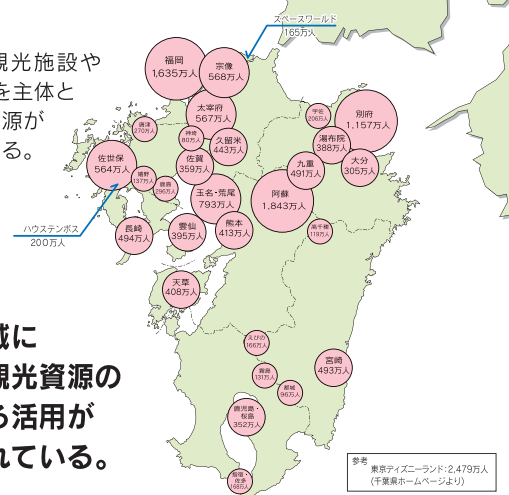 スペースワールド
165万人
観光施設や
を主体と
源が
る。
福岡
1,635万人
宗像
568万人
太宰府
567万人
唐津
270万人
神埼
80万人
久留米
443万人
宇佐
206万人
別府
1,157万人
湯布院
388万人
大分
305万人
九重
491万人
佐世保
564万人
嬉野
137万人
鹿島
296万人
佐賀
359万人
玉名・荒尾
793万人
阿蘇
1,843万人
高千穂
119万人
ハウステンボス
200万人
長崎
494万人
雲仙
395万人
熊本
413万人
天草
408万人
えびの
166万人
霧島
131万人
都城
96万人
宮崎
493万人
鹿児島・
桜島
352万人
指宿・
佐多
168万人
域に
観光資源の
る活用が
れている。
参考
東京ディズニーランド：2,479万人
(千葉県ホームページより)